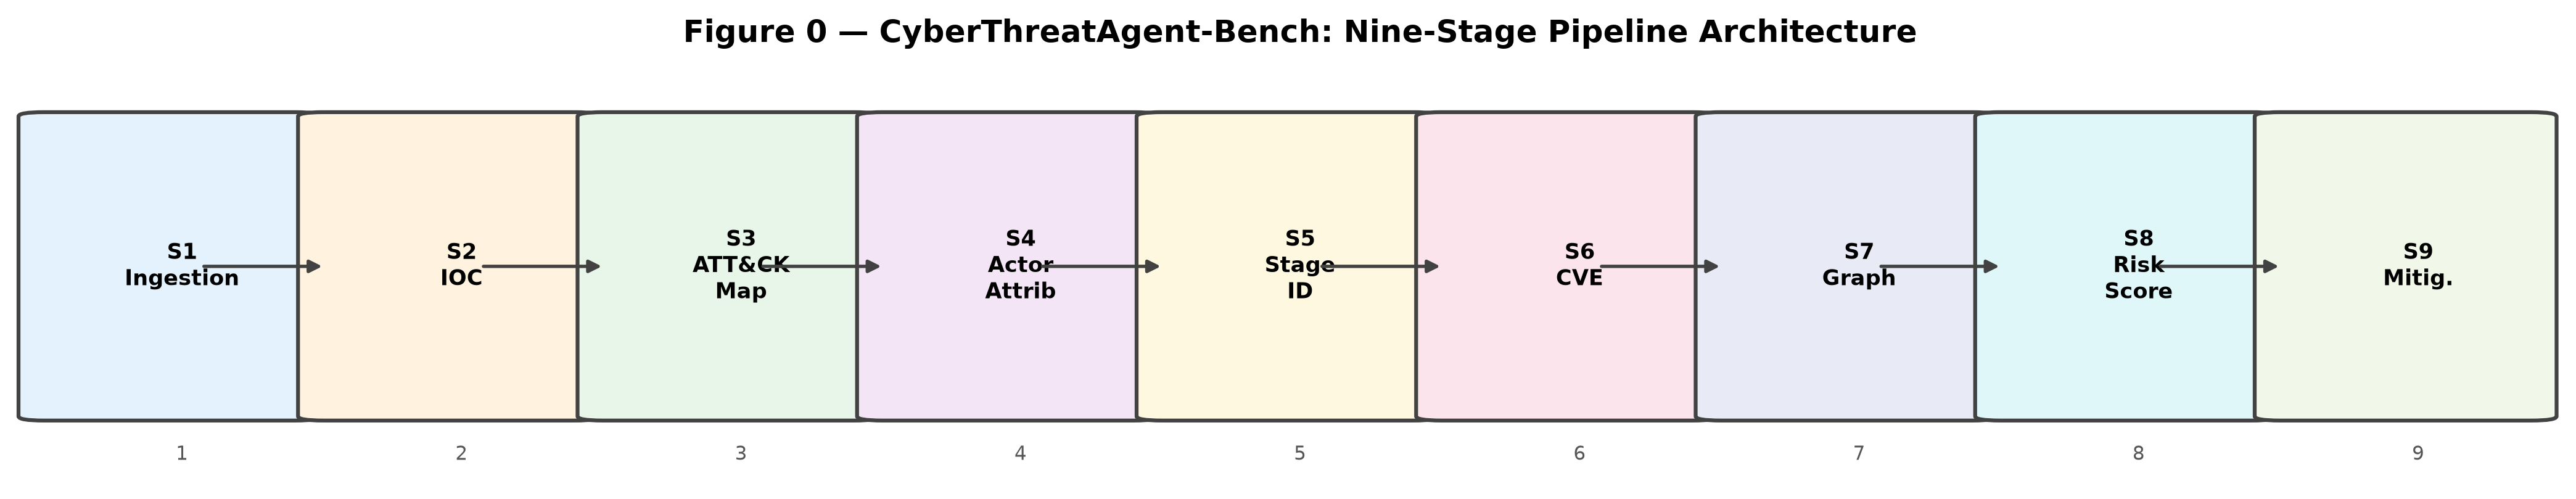 Figure 0 — CyberThreatAgent-Bench: Nine-Stage Pipeline Architecture
S1
Ingestion
S2
IOC
S3
ATT&CK
Map
S4
Actor
Attrib
S5
Stage
ID
S6
CVE
S7
Graph
S8
Risk
Score
S9
Mitig.
1
2
3
4
5
6
7
8
9